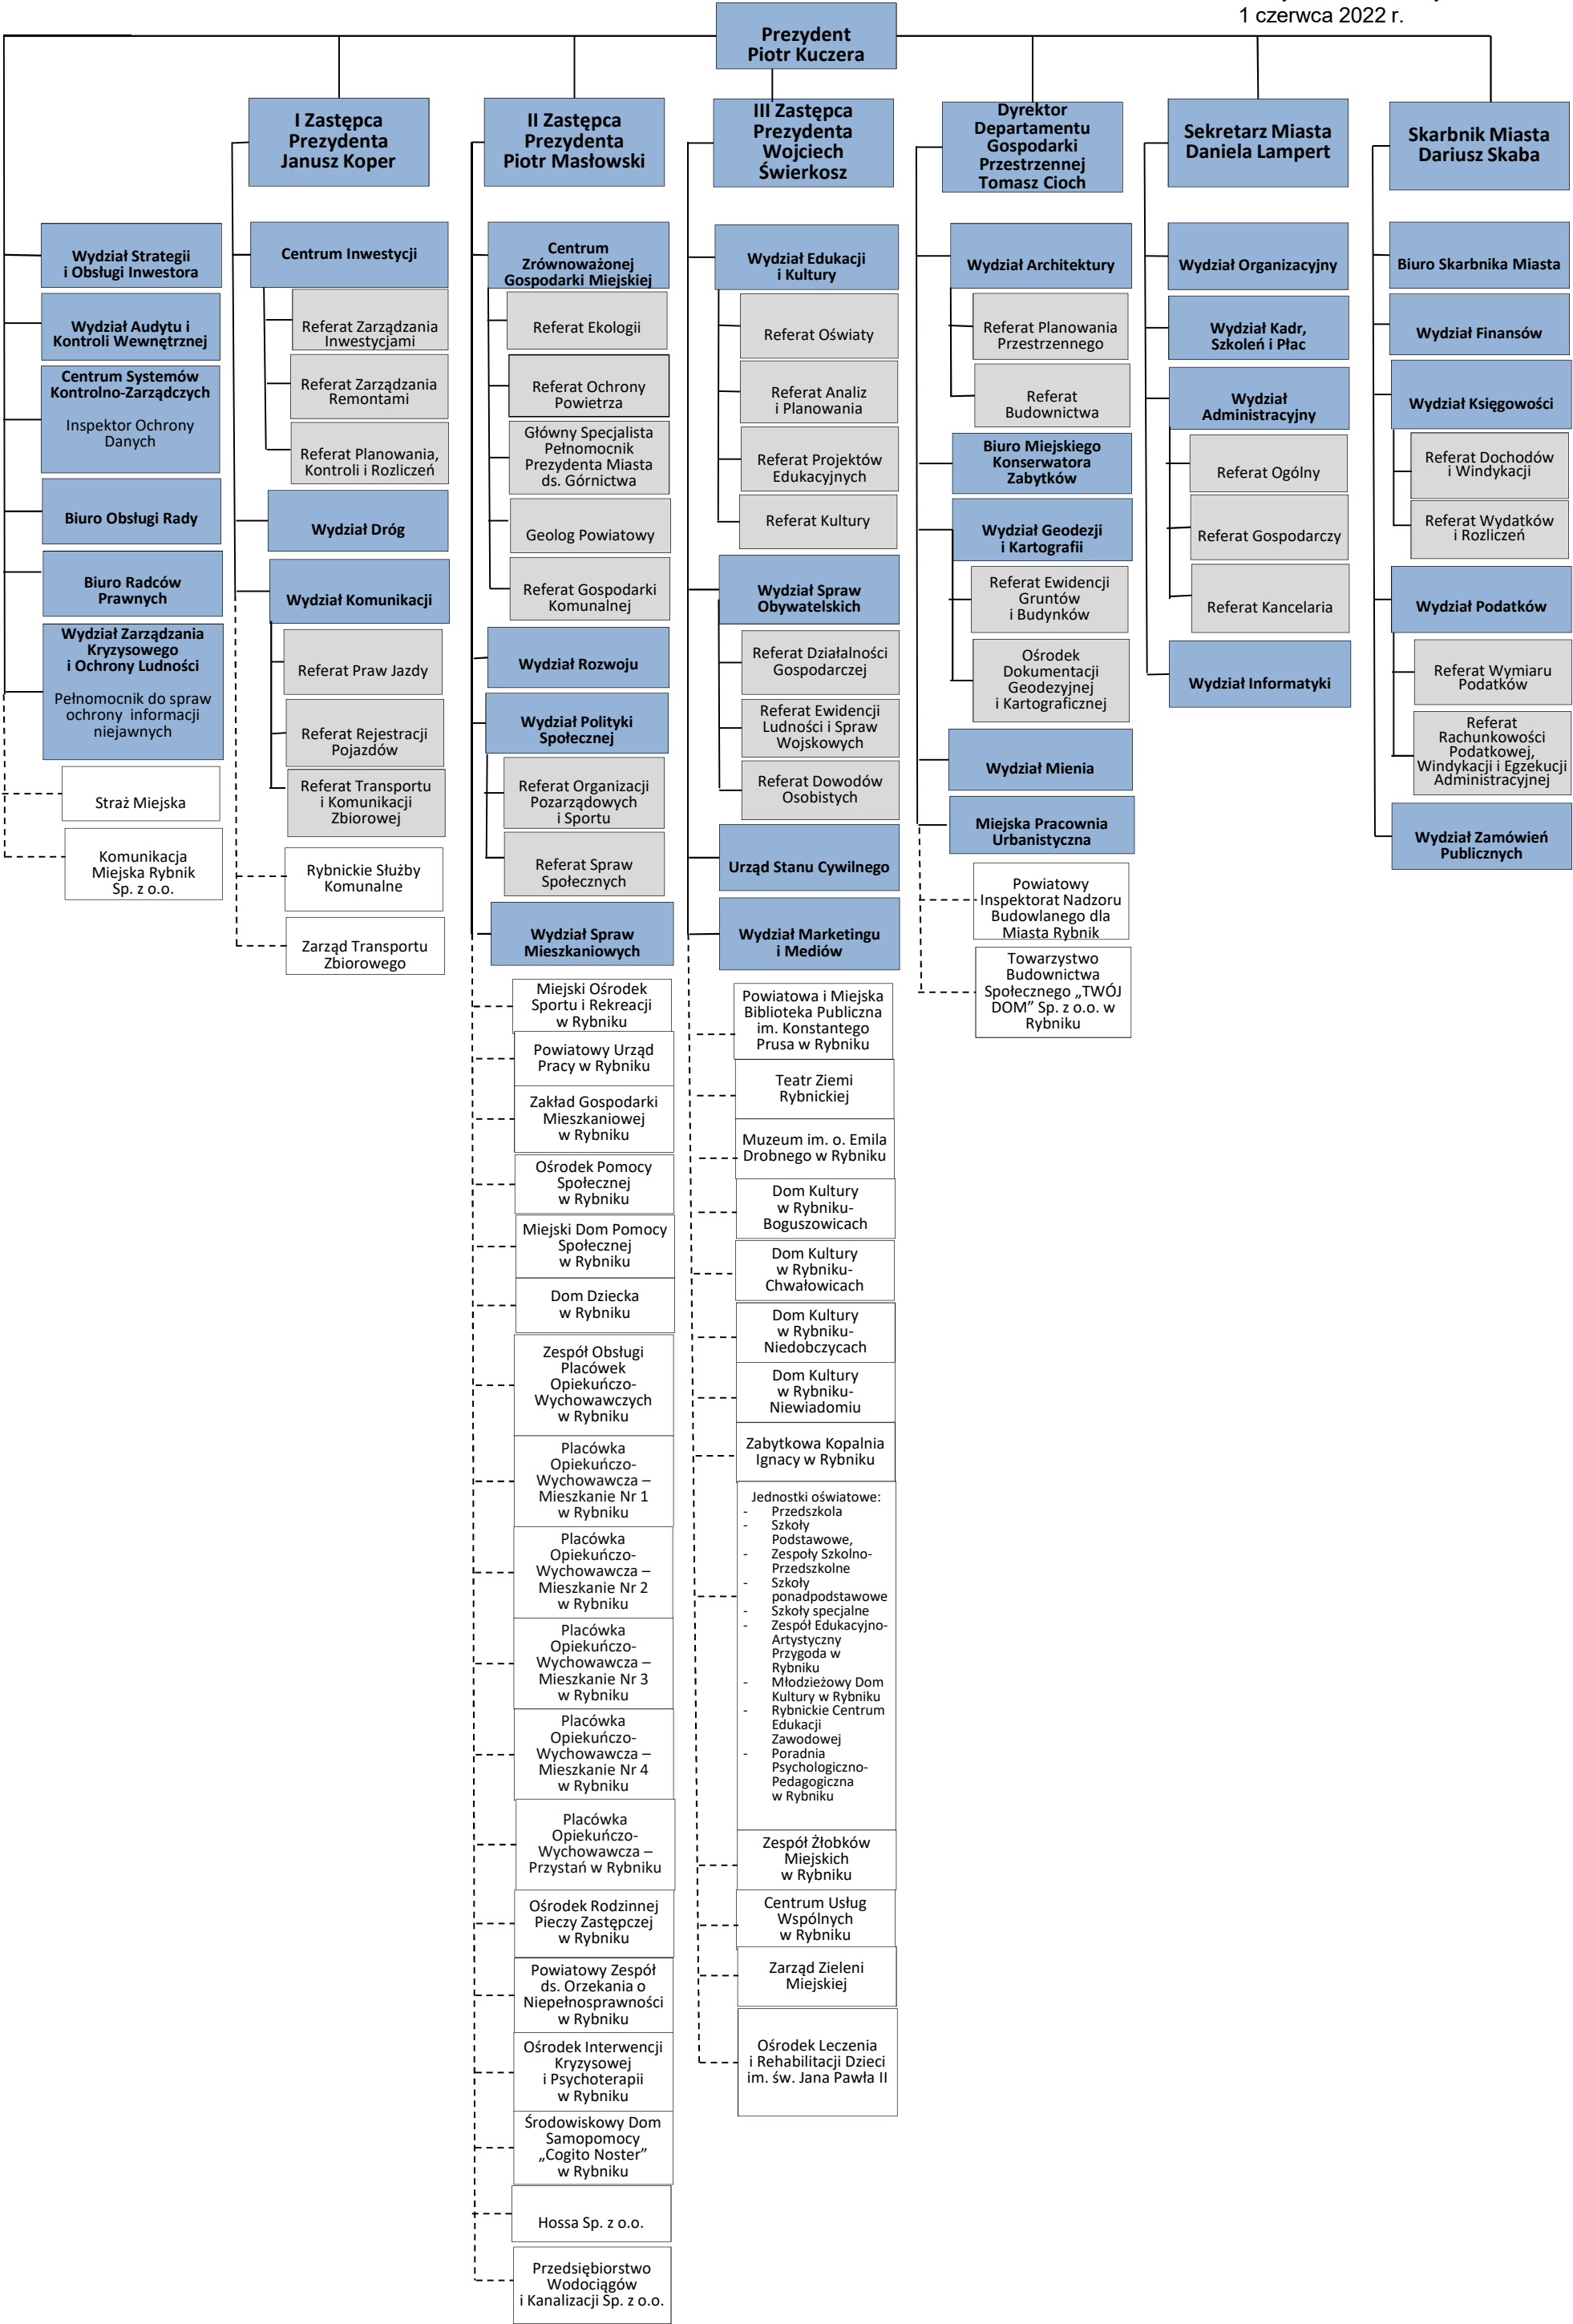 1 czerwca 2022 r.
Prezydent
Piotr Kuczera
I Zastępca
Prezydenta
Janusz Koper
II Zastępca
Prezydenta
Piotr Masłowski
III Zastępca
Prezydenta
Wojciech
Świerkosz
Dyrektor
Departamentu
Gospodarki
Przestrzennej
Tomasz Cioch
Sekretarz Miasta
Daniela Lampert
Skarbnik Miasta
Dariusz Skaba
Wydział Strategii
i Obsługi Inwestora
Wydział Audytu i
Kontroli Wewnętrznej
Centrum Systemów
Kontrolno-Zarządczych
Inspektor Ochrony
Danych
Biuro Obsługi Rady
Biuro Radców
Prawnych
Wydział Zarządzania
Kryzysowego
i Ochrony Ludności
Pełnomocnik do spraw
ochrony informacji
niejawnych
Straż Miejska
Komunikacja
Miejska Rybnik
Sp. z o.o.
Centrum Inwestycji
Referat Zarządzania
Inwestycjami
Referat Zarządzania
Remontami
Referat Planowania,
Kontroli i Rozliczeń
Wydział Dróg
Wydział Komunikacji
Referat Praw Jazdy
Referat Rejestracji
Pojazdów
Referat Transportu
i Komunikacji
Zbiorowej
Rybnickie Służby
Komunalne
Zarząd Transportu
Zbiorowego
Centrum
Zrównoważonej
Gospodarki Miejskiej
Referat Ekologii
Referat Ochrony
Powietrza
Główny Specjalista
Pełnomocnik
Prezydenta Miasta
ds. Górnictwa
Geolog Powiatowy
Referat Gospodarki
Komunalnej
Wydział Rozwoju
Wydział Polityki
Społecznej
Referat Organizacji
Pozarządowych
i Sportu
Referat Spraw
Społecznych
Wydział Spraw
Mieszkaniowych
Miejski Ośrodek
Sportu i Rekreacji
w Rybniku
Powiatowy Urząd
Pracy w Rybniku
Zakład Gospodarki
Mieszkaniowej
w Rybniku
Ośrodek Pomocy
Społecznej
w Rybniku
Miejski Dom Pomocy
Społecznej
w Rybniku
Dom Dziecka
w Rybniku
Zespół Obsługi
Placówek
Opiekuńczo-
Wychowawczych
w Rybniku
Placówka
Opiekuńczo-
Wychowawcza –
Mieszkanie Nr 1
w Rybniku
Placówka
Opiekuńczo-
Wychowawcza –
Mieszkanie Nr 2
w Rybniku
Placówka
Opiekuńczo-
Wychowawcza –
Mieszkanie Nr 3
w Rybniku
Placówka
Opiekuńczo-
Wychowawcza –
Mieszkanie Nr 4
w Rybniku
Placówka
Opiekuńczo-
Wychowawcza –
Przystań w Rybniku
Ośrodek Rodzinnej
Pieczy Zastępczej
w Rybniku
Powiatowy Zespół
ds. Orzekania o
Niepełnosprawności
w Rybniku
Ośrodek Interwencji
Kryzysowej
i Psychoterapii
w Rybniku
Środowiskowy Dom
Samopomocy
„Cogito Noster”
w Rybniku
Hossa Sp. z o.o.
Przedsiębiorstwo
Wodociągów
i Kanalizacji Sp. z o.o.
Wydział Edukacji
i Kultury
Referat Oświaty
Referat Analiz
i Planowania
Referat Projektów
Edukacyjnych
Referat Kultury
Wydział Spraw
Obywatelskich
Referat Działalności
Gospodarczej
Referat Ewidencji
Ludności i Spraw
Wojskowych
Referat Dowodów
Osobistych
Urząd Stanu Cywilnego
Wydział Marketingu
i Mediów
Powiatowa i Miejska
Biblioteka Publiczna
im. Konstantego
Prusa w Rybniku
Teatr Ziemi
Rybnickiej
Muzeum im. o. Emila
Drobnego w Rybniku
Dom Kultury
w Rybniku-
Boguszowicach
Dom Kultury
w Rybniku-
Chwałowicach
Dom Kultury
w Rybniku-
Niedobczycach
Dom Kultury
w Rybniku-
Niewiadomiu
Zabytkowa Kopalnia
Ignacy w Rybniku
Jednostki oświatowe:
- Przedszkola
- Szkoły
Podstawowe,
- Zespoły Szkolno-
Przedszkolne
- Szkoły
ponadpodstawowe
- Szkoły specjalne
- Zespół Edukacyjno-
Artystyczny
Przygoda w
Rybniku
- Młodzieżowy Dom
Kultury w Rybniku
- Rybnickie Centrum
Edukacji
Zawodowej
- Poradnia
Psychologiczno-
Pedagogiczna
w Rybniku
Zespół Żłobków
Miejskich
w Rybniku
Centrum Usług
Wspólnych
w Rybniku
Zarząd Zieleni
Miejskiej
Ośrodek Leczenia
i Rehabilitacji Dzieci
im. św. Jana Pawła II
Wydział Architektury
Referat Planowania
Przestrzennego
Referat
Budownictwa
Biuro Miejskiego
Konserwatora
Zabytków
Wydział Geodezji
i Kartografii
Referat Ewidencji
Gruntów
i Budynków
Ośrodek
Dokumentacji
Geodezyjnej
i Kartograficznej
Wydział Mienia
Miejska Pracownia
Urbanistyczna
Powiatowy
Inspektorat Nadzoru
Budowlanego dla
Miasta Rybnik
Towarzystwo
Budownictwa
Społecznego „TWÓJ
DOM” Sp. z o.o. w
Rybniku
Wydział Organizacyjny
Wydział Kadr,
Szkoleń i Płac
Wydział
Administracyjny
Referat Ogólny
Referat Gospodarczy
Referat Kancelaria
Wydział Informatyki
Biuro Skarbnika Miasta
Wydział Finansów
Wydział Księgowości
Referat Dochodów
i Windykacji
Referat Wydatków
i Rozliczeń
Wydział Podatków
Referat Wymiaru
Podatków
Referat
Rachunkowości
Podatkowej,
Windykacji i Egzekucji
Administracyjnej
Wydział Zamówień
Publicznych